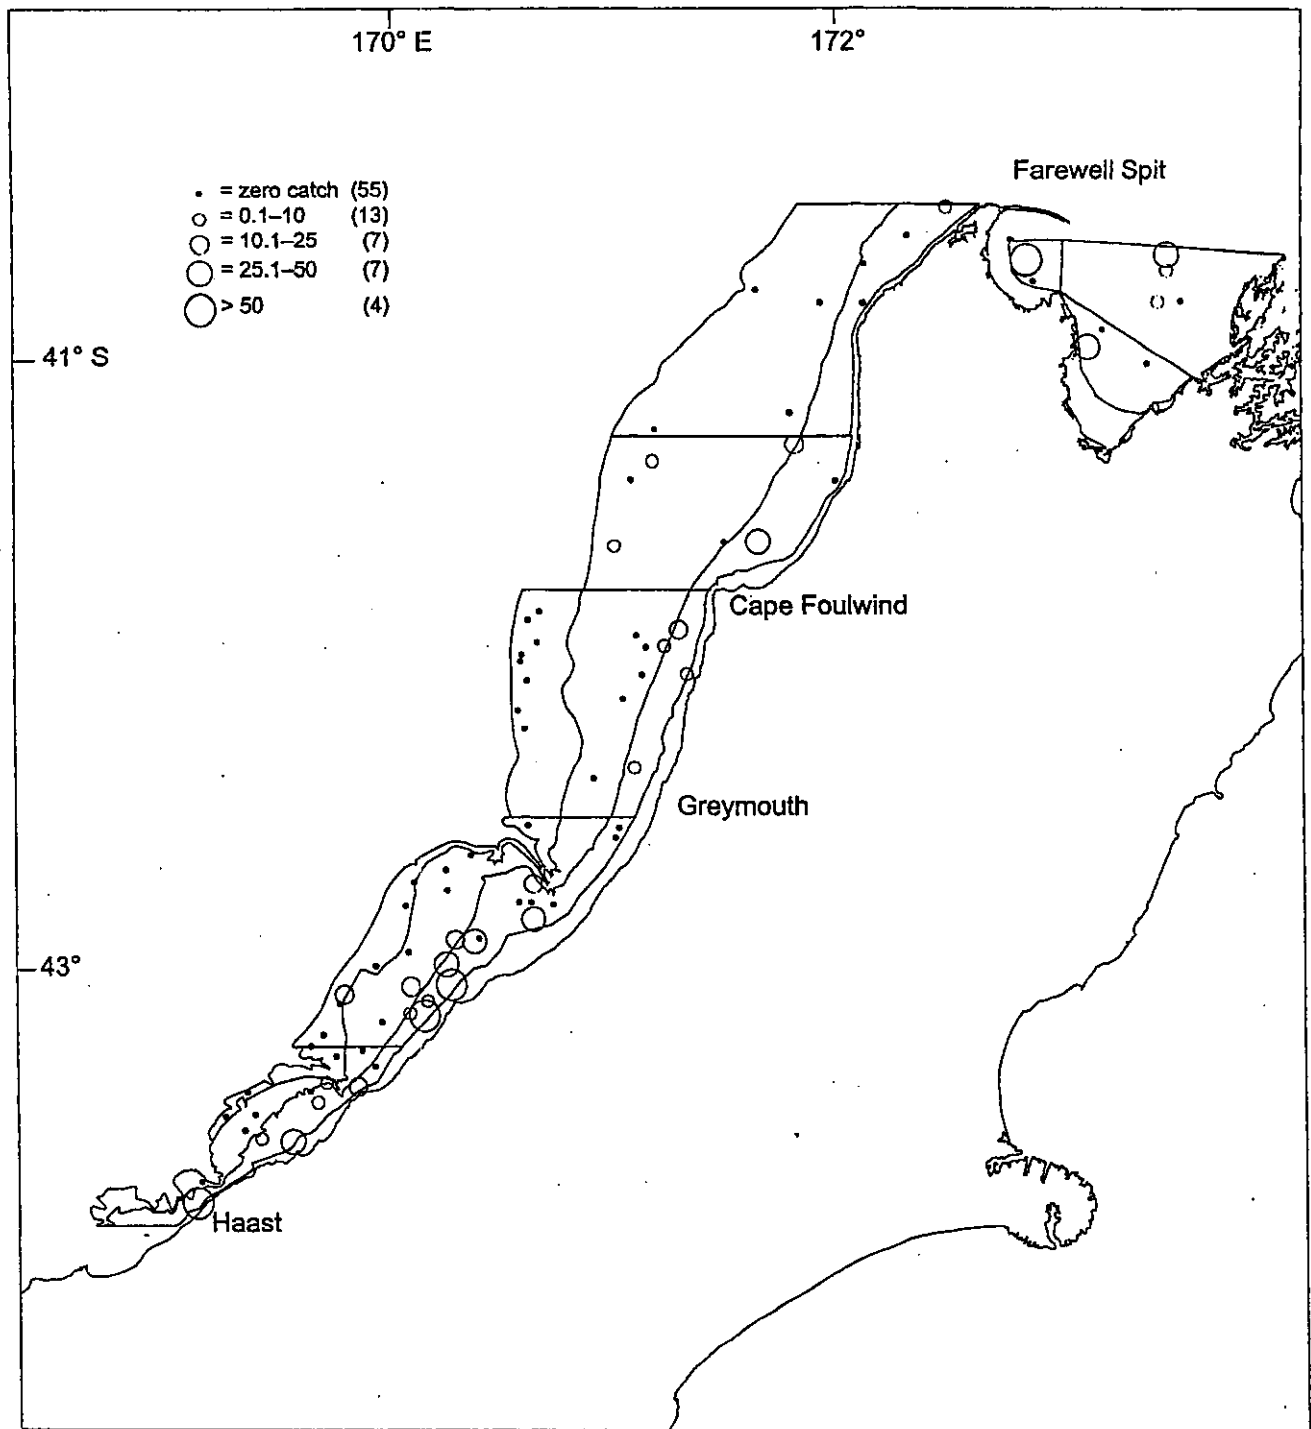 170° E 172°
Farewell Spit
• = zero catch (55)
○ = 0.1–10 (13)
○ = 10.1–25 (7)
○ = 25.1–50 (7)
○ > 50 (4)
41° S
Cape Foulwind
Greymouth
43°
Haast